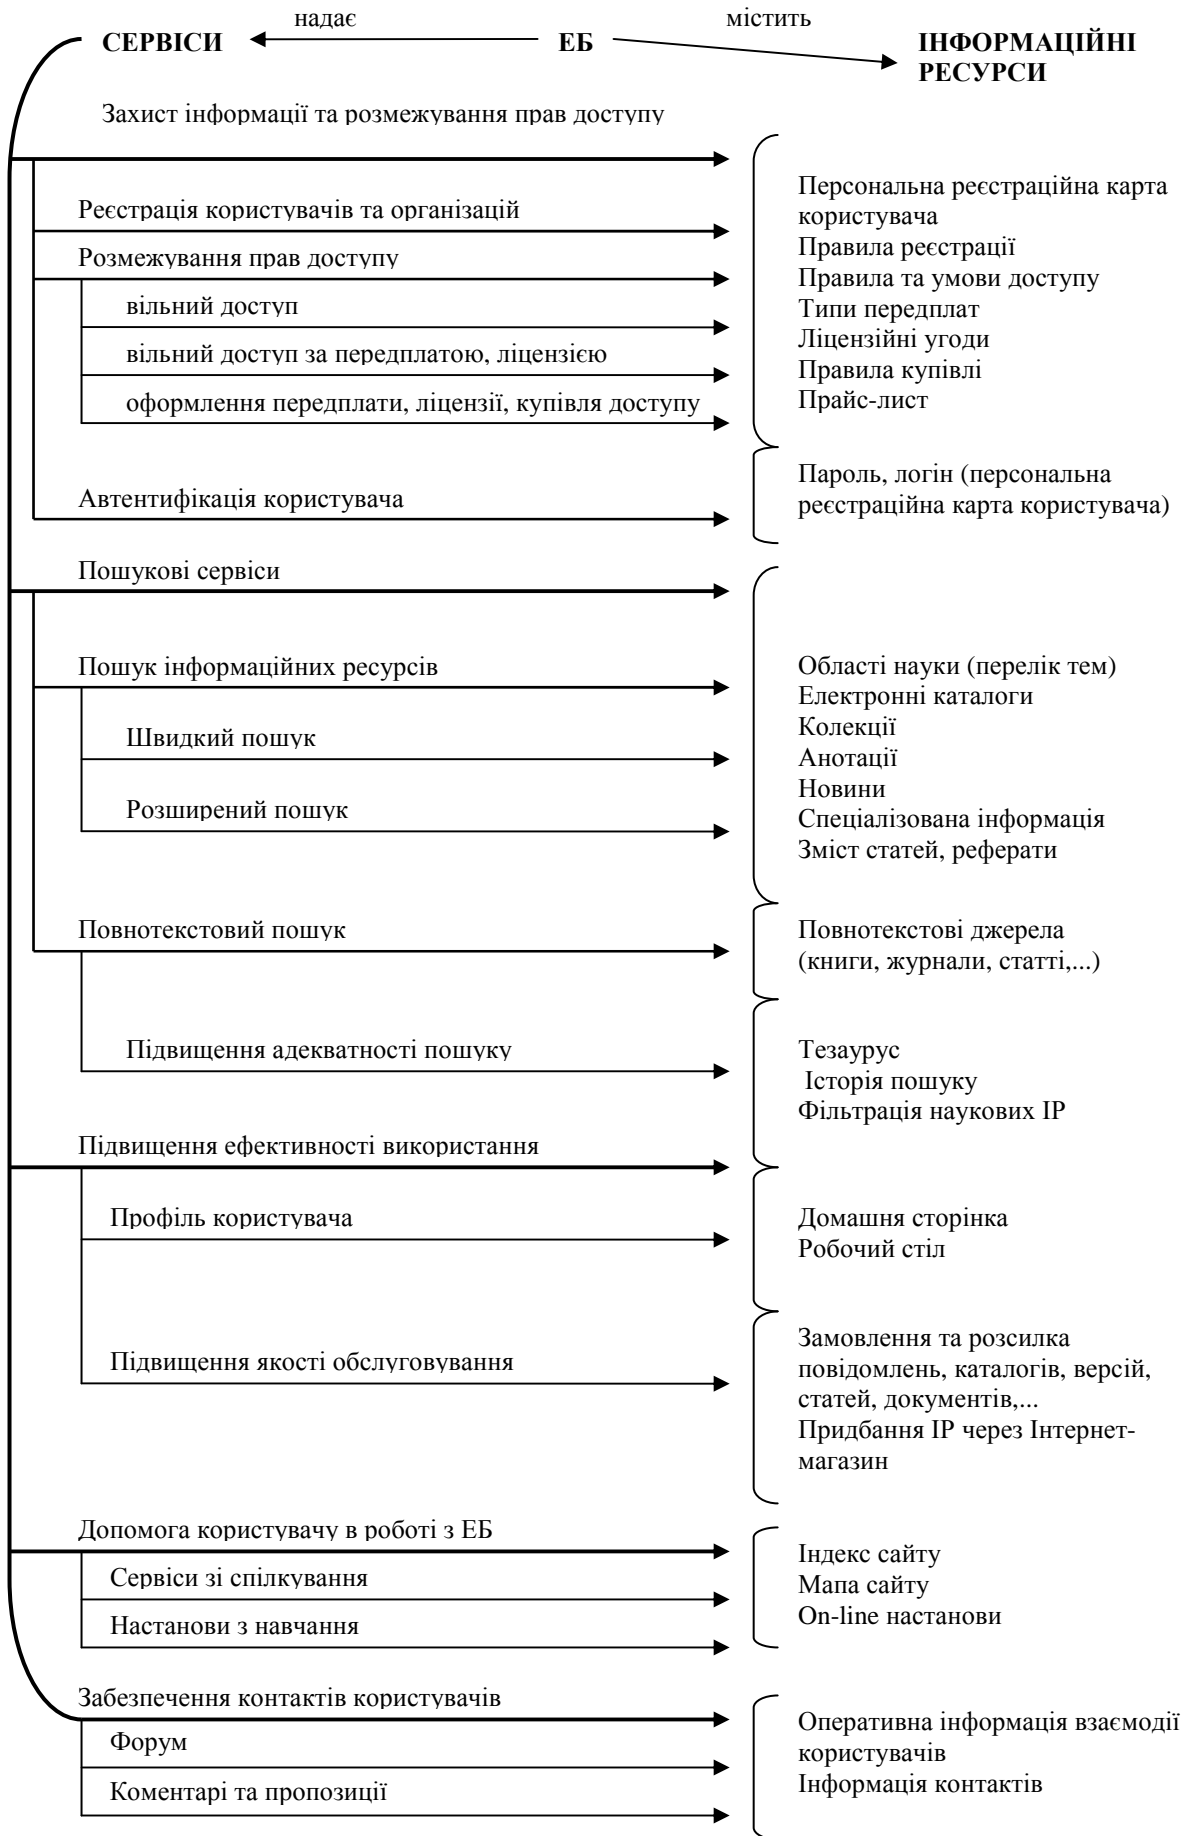 надає
містить
СЕРВІСИ
ЕБ
ІНФОРМАЦІЙНІ
РЕСУРСИ
Захист інформації та розмежування прав доступу
Реєстрація користувачів та організацій
Розмежування прав доступу
вільний доступ
вільний доступ за передплатою, ліцензією
оформлення передплати, ліцензії, купівля доступу
Персональна реєстраційна карта
користувача
Правила реєстрації
Правила та умови доступу
Типи передплат
Ліцензійні угоди
Правила купівлі
Прайс-лист
Автентифікація користувача
Пароль, логін (персональна
реєстраційна карта користувача)
Пошукові сервіси
Пошук інформаційних ресурсів
Швидкий пошук
Розширений пошук
Області науки (перелік тем)
Електронні каталоги
Колекції
Анотації
Новини
Спеціалізована інформація
Зміст статей, реферати
Повнотекстовий пошук
Повнотекстові джерела
(книги, журнали, статті,...)
Підвищення адекватності пошуку
Тезаурус
Історія пошуку
Фільтрація наукових ІР
Підвищення ефективності використання
Профіль користувача
Домашня сторінка
Робочий стіл
Підвищення якості обслуговування
Замовлення та розсилка
повідомлень, каталогів, версій,
статей, документів,...
Придбання ІР через Інтернет-
магазин
Допомога користувачу в роботі з ЕБ
Сервіси зі спілкування
Настанови з навчання
Індекс сайту
Мапа сайту
On-line настанови
Забезпечення контактів користувачів
Форум
Коментарі та пропозиції
Оперативна інформація взаємодії
користувачів
Інформація контактів